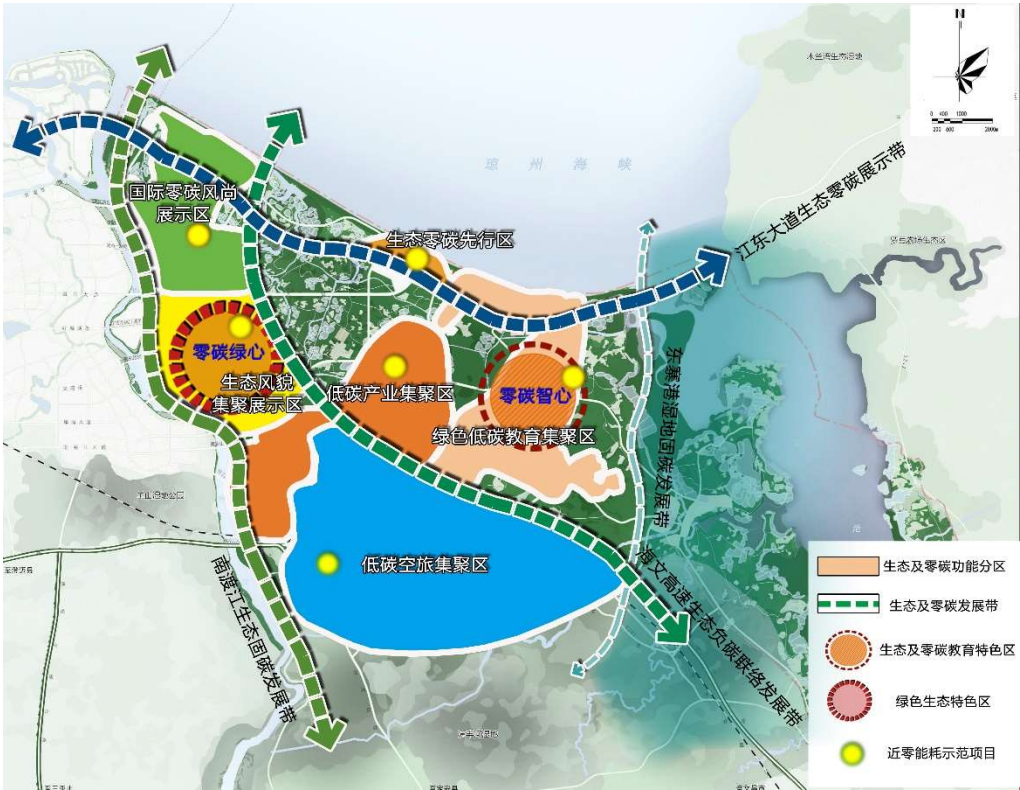 N
0 400 1000
200 600 2000m
琼州海峡
江东大道生态零碳展示带
国际零碳风尚
展示区
生态零碳先行区
零碳绿心
生态风貌
集聚展示区
低碳产业集聚区
零碳智心
绿色低碳教育集聚区
东寨港湿地固碳发展带
低碳空旅集聚区
南渡江生态固碳发展带
海文高速生态负碳联络发展带
生态及零碳功能分区
生态及零碳发展带
生态及零碳教育特色区
绿色生态特色区
近零能耗示范项目